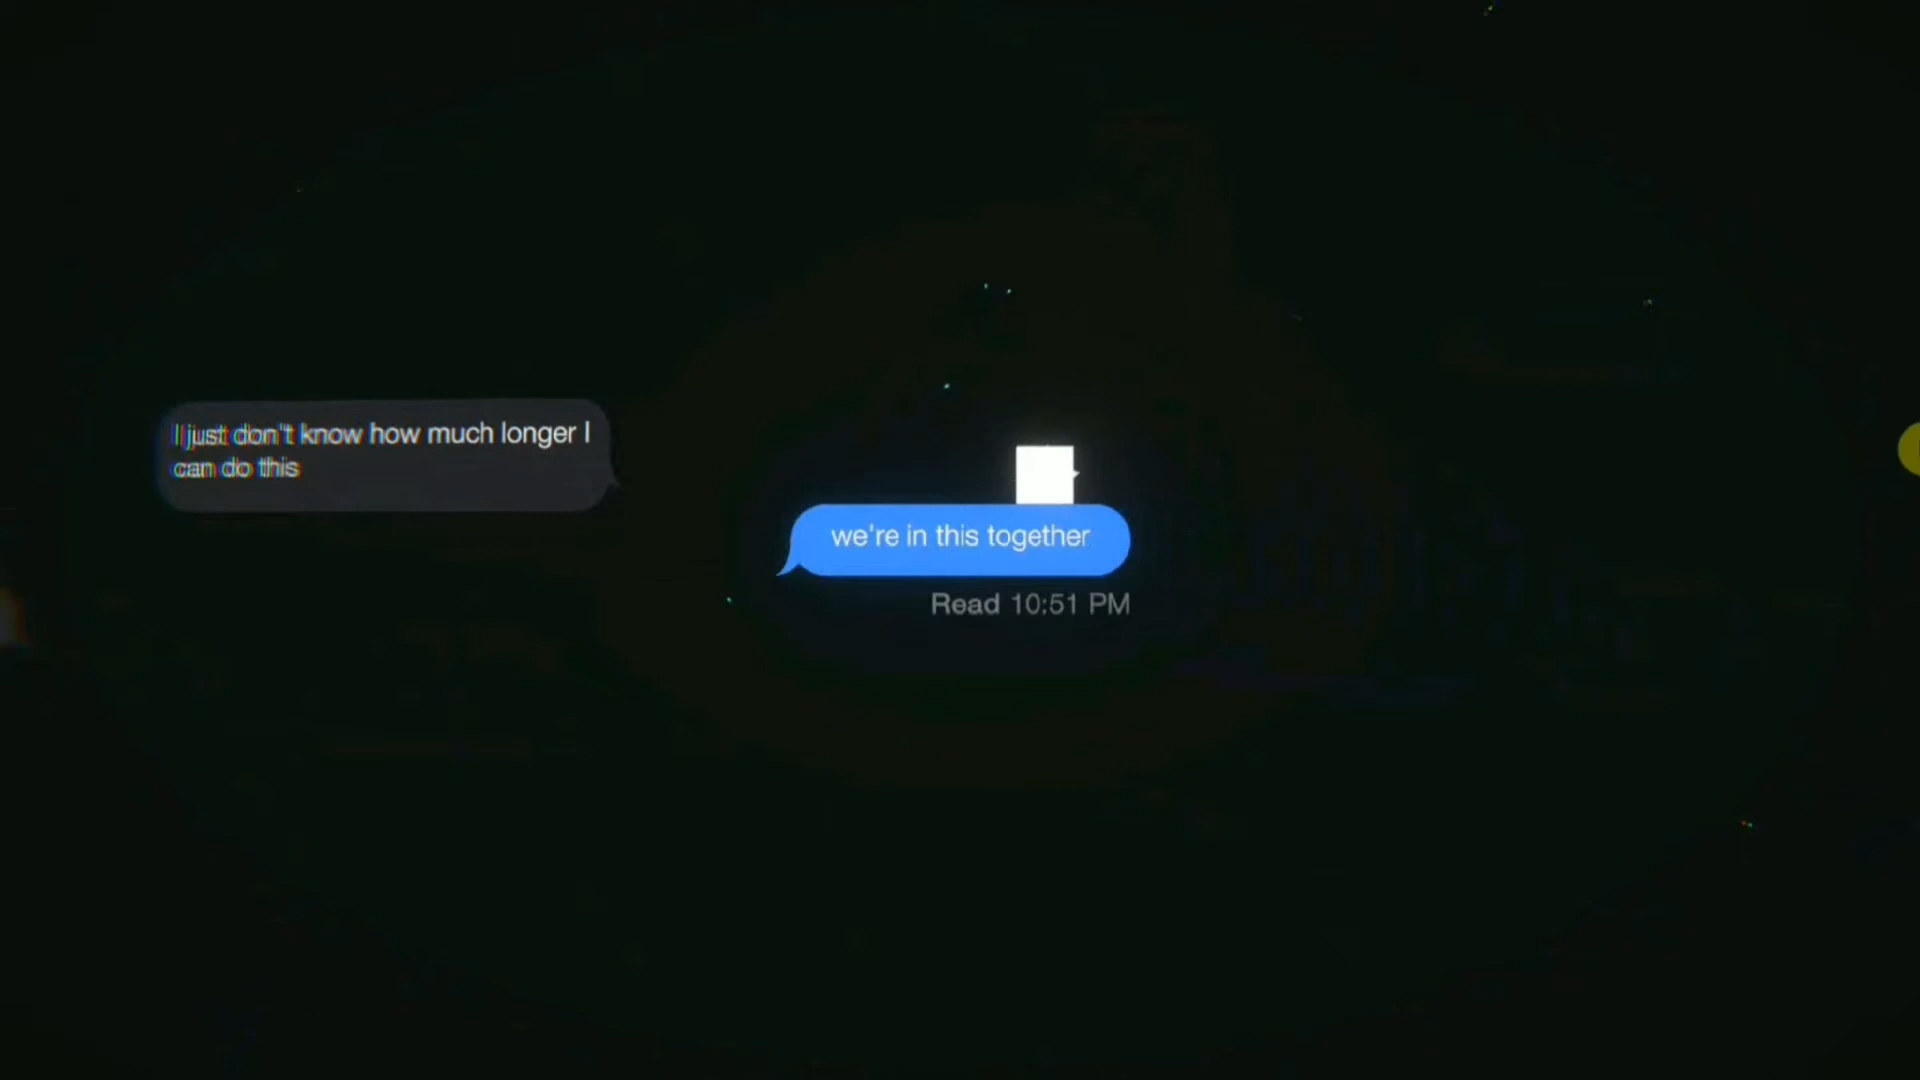 I just don't know how much longer I
can do this
we're in this together
Read 10:51 PM